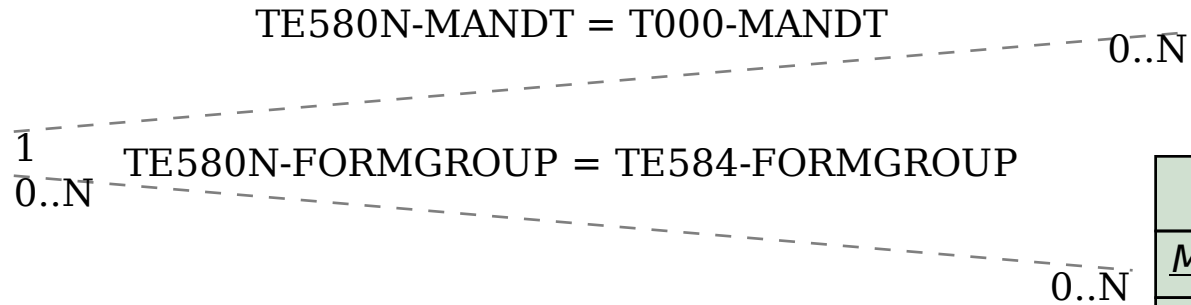 TE580N-MANDT = T000-MANDT
0..N
1
TE580N-FORMGROUP = TE584-FORMGROUP
0..N
0..N